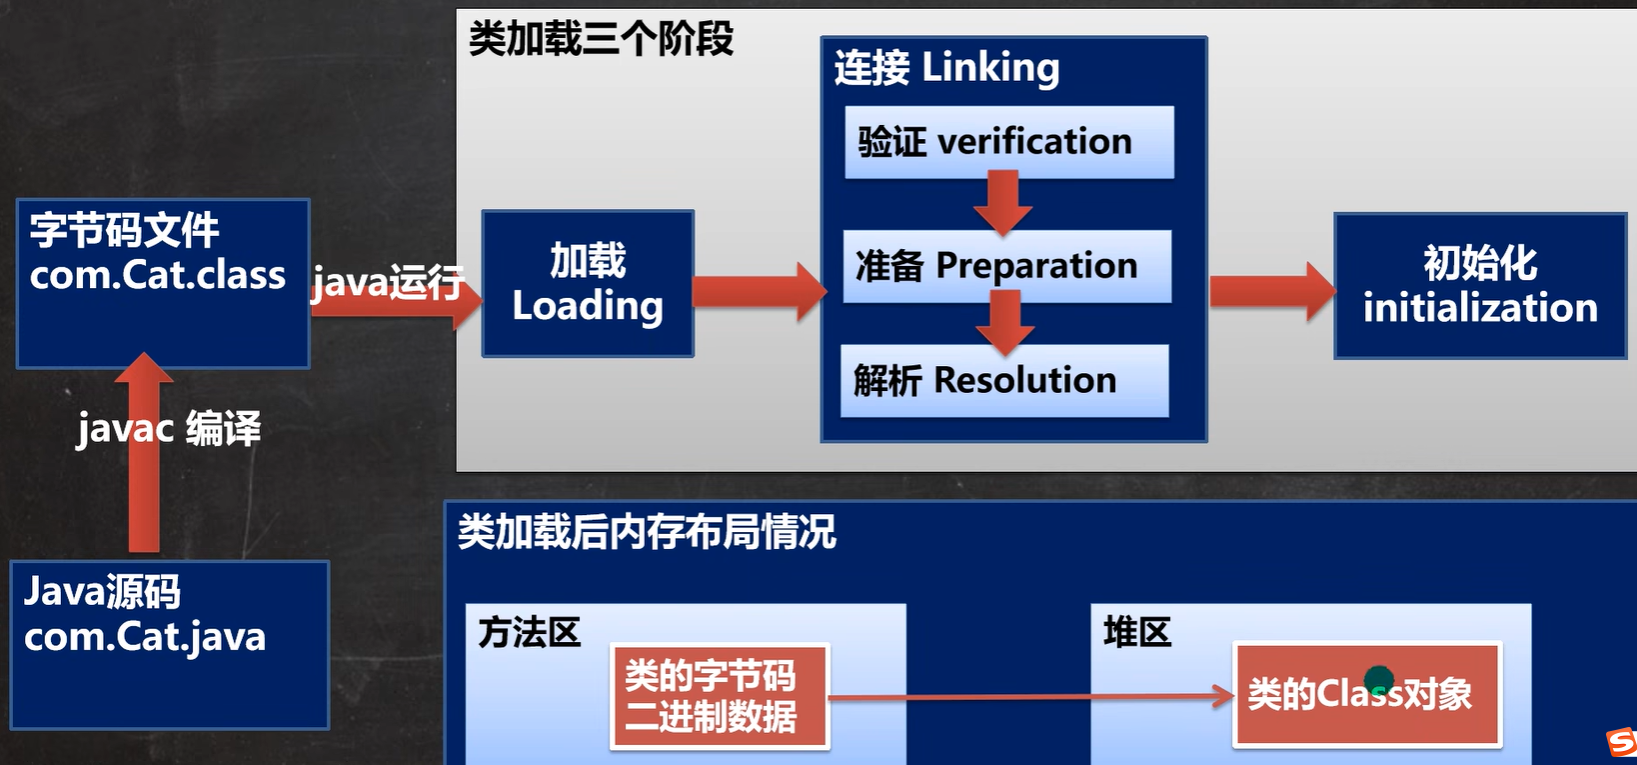 类加载三个阶段
连接 Linking
验证 verification
字节码文件
com.Cat.class
java运行
加载
Loading
准备 Preparation
初始化
initialization
解析 Resolution
javac 编译
类加载后内存布局情况
Java源码
com.Cat.java
方法区
类的字节码
二进制数据
堆区
类的Class对象
S